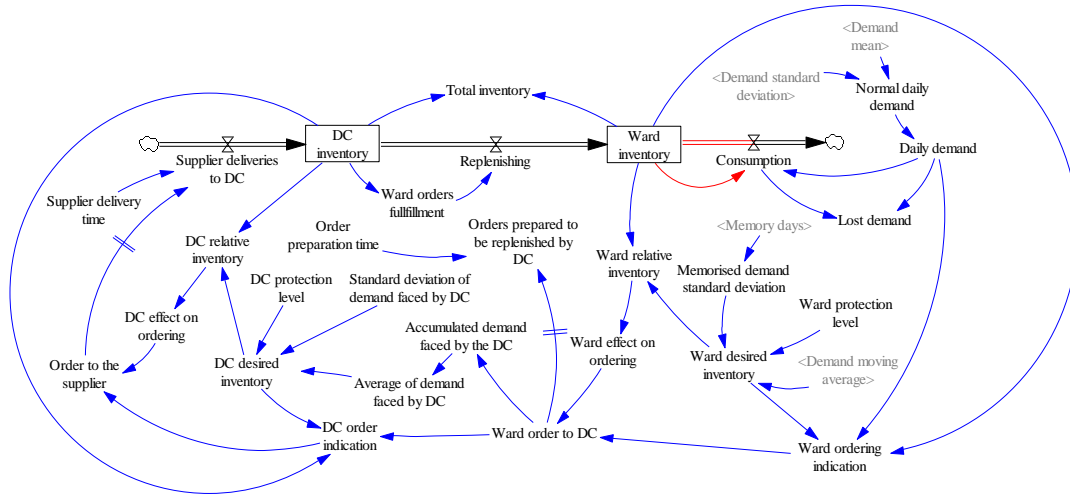 <Demand
mean>
<Demand standard
deviation>
Normal daily
demand
Total inventory
DC
inventory
Ward
inventory
Supplier deliveries
to DC
Replenishing
Consumption
Daily demand
Supplier delivery
time
Ward orders
fullfillment
Lost demand
Order
preparation time
Orders prepared to
be replenished by
DC
<Memory days>
DC relative
inventory
Ward relative
inventory
Memorised demand
standard deviation
DC protection
level
Standard deviation of
demand faced by DC
Ward protection
level
DC effect on
ordering
Accumulated demand
faced by the DC
Ward effect on
ordering
Order to the
supplier
DC desired
inventory
Average of demand
faced by DC
Ward desired
inventory
<Demand moving
average>
DC order
indication
Ward order to DC
Ward ordering
indication